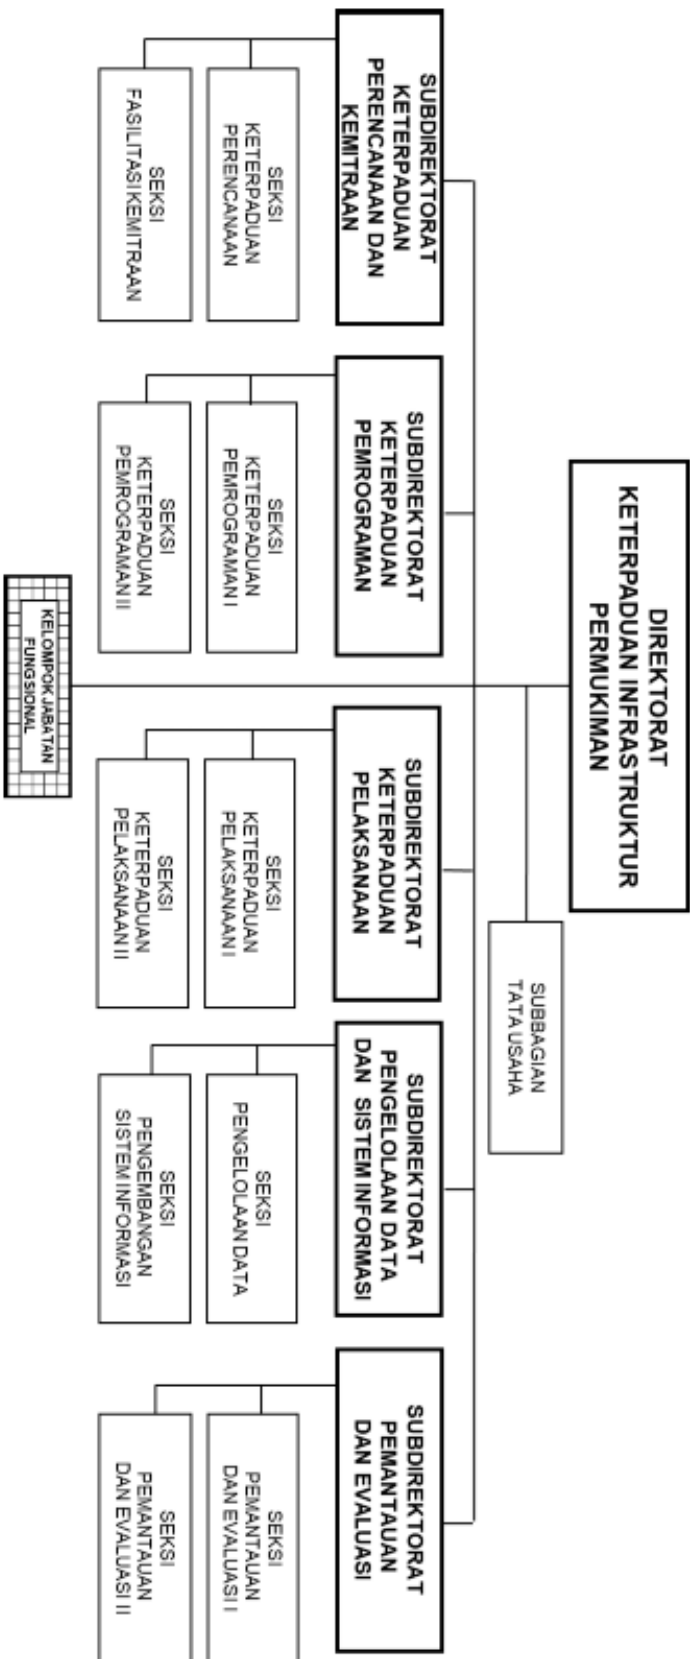 DIREKTORAT
KETERPADUAN INFRASTRUKTUR
PERMUKIMAN
SUBBAGIAN
TATA USAHA
SUBDIREKTORAT
KETERPADUAN
PERENCANAAN DAN
KEMITRAAN
SUBDIREKTORAT
KETERPADUAN
PEMROGRAMAN
SUBDIREKTORAT
KETERPADUAN
PELAKSANAAN
SUBDIREKTORAT
PENGELOLAAN DATA
DAN SISTEM INFORMASI
SUBDIREKTORAT
PEMANTAUAN
DAN EVALUASI
SEKSI
KETERPADUAN
PERENCANAAN
SEKSI
KETERPADUAN
PEMROGRAMAN I
SEKSI
KETERPADUAN
PELAKSANAAN I
SEKSI
PENGELOLAAN DATA
SEKSI
PEMANTAUAN
DAN EVALUASI I
SEKSI
FASILITASI KEMITRAAN
SEKSI
KETERPADUAN
PEMROGRAMAN II
SEKSI
KETERPADUAN
PELAKSANAAN II
SEKSI
PENGEMBANGAN
SISTEM INFORMASI
SEKSI
PEMANTAUAN
DAN EVALUASI II
KELOMPOK JABATAN
FUNGSIONAL